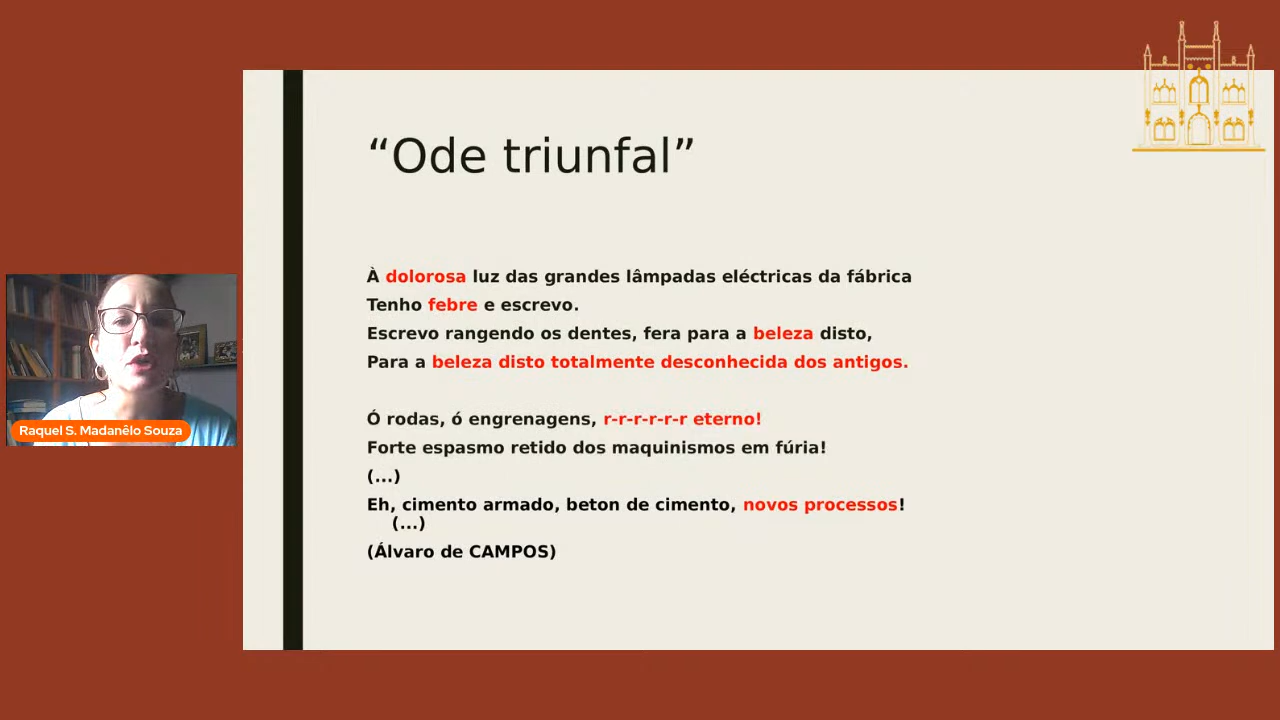 “Ode triunfal”
À dolorosa luz das grandes lâmpadas eléctricas da fábrica
Tenho febre e escrevo.
Escrevo rangendo os dentes, fera para a beleza disto,
Para a beleza disto totalmente desconhecida dos antigos.
Ó rodas, ó engrenagens, r-r-r-r-r-r eterno!
Forte espasmo retido dos maquinismos em fúria!
(...)
Eh, cimento armado, beton de cimento, novos processos!
(...)
(Álvaro de CAMPOS)
Raquel S. Madanêlo Souza